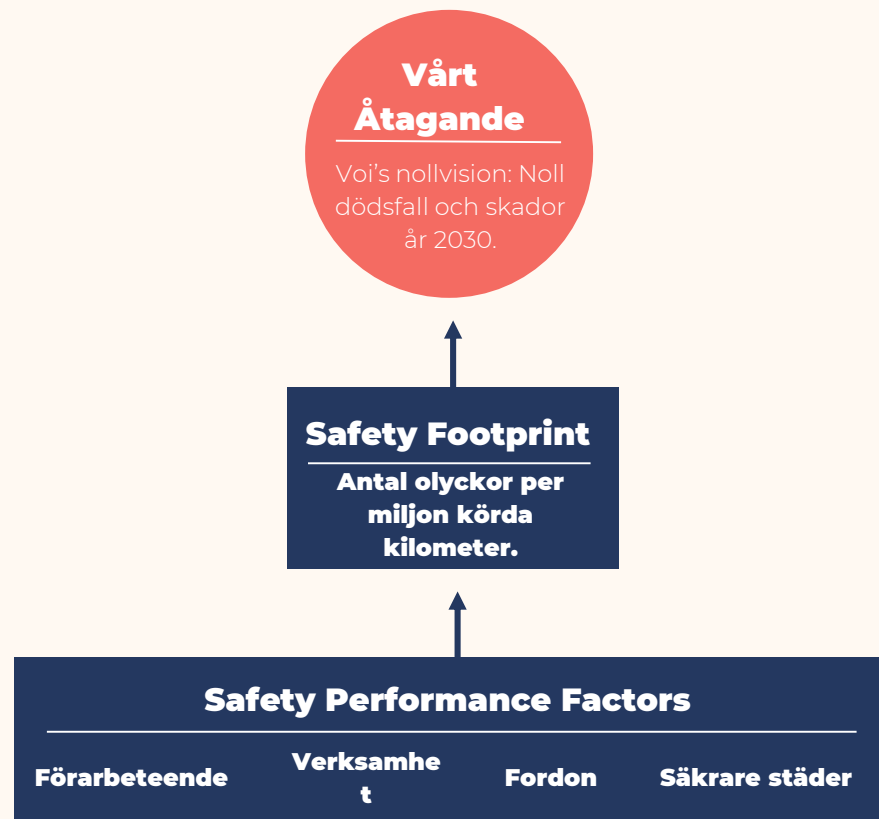 Vårt
Åtagande
Voi's nollvision: Noll
dödsfall och skador
år 2030.
Safety Footprint
Antal olyckor per
miljon körda
kilometer.
Safety Performance Factors
Förarbeteende
Verksamhe
t
Fordon
Säkrare städer